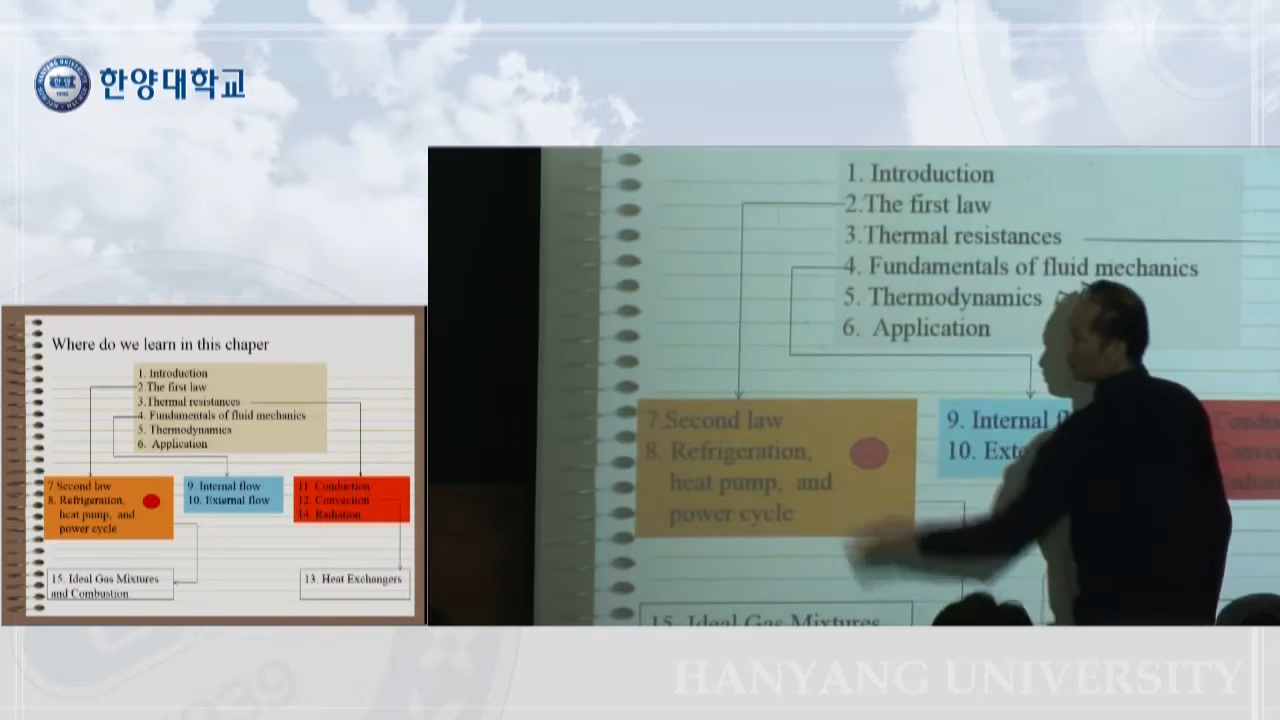 한양대학교
1. Introduction
2.The first law
3.Thermal resistances
4. Fundamentals of fluid mechanics
5. Thermodynamics
6. Application
7.Second law
8. Refrigeration,
heat pump, and
power cycle
9. Internal
10.
15. Ideal Gas Mixtures
Where do we learn in this chaper
1. Introduction
2 The first law
3.Thermal resistances
4. Fundamentals of fluid mechanics
5. Thermodynamics
6. Application
7 Second law
8. Refrigeration,
heat pump, and
power cycle
9. Internal flow
10. External flow
11. Conduction
12. Convection
14. Radiation
15. Ideal Gas Mixtures
and Combustion
13. Heat Exchangers
HANYANG UNIVERSITY